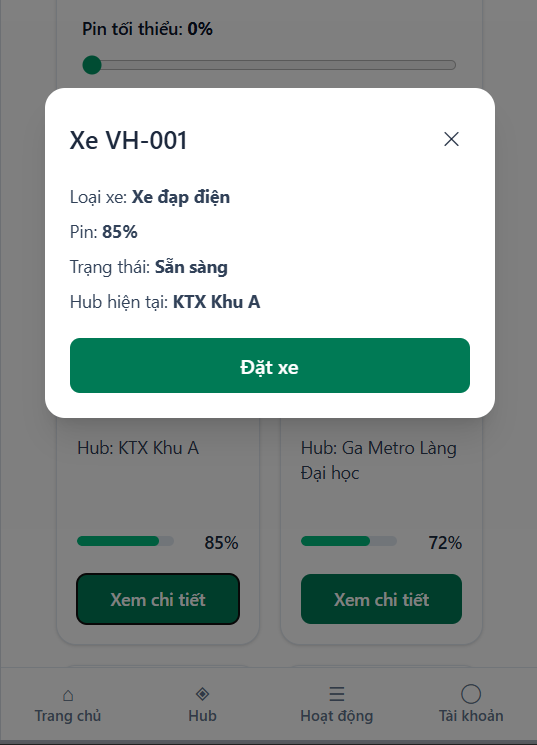 Pin tối thiểu: 0%
Xe VH-001
Loại xe: Xe đạp điện
Pin: 85%
Trạng thái: Sẵn sàng
Hub hiện tại: KTX Khu A
Đặt xe
Hub: KTX Khu A
85%
Xem chi tiết
Hub: Ga Metro Làng
Đại học
72%
Xem chi tiết
Trang chủ
Hub
Hoạt động
Tài khoản